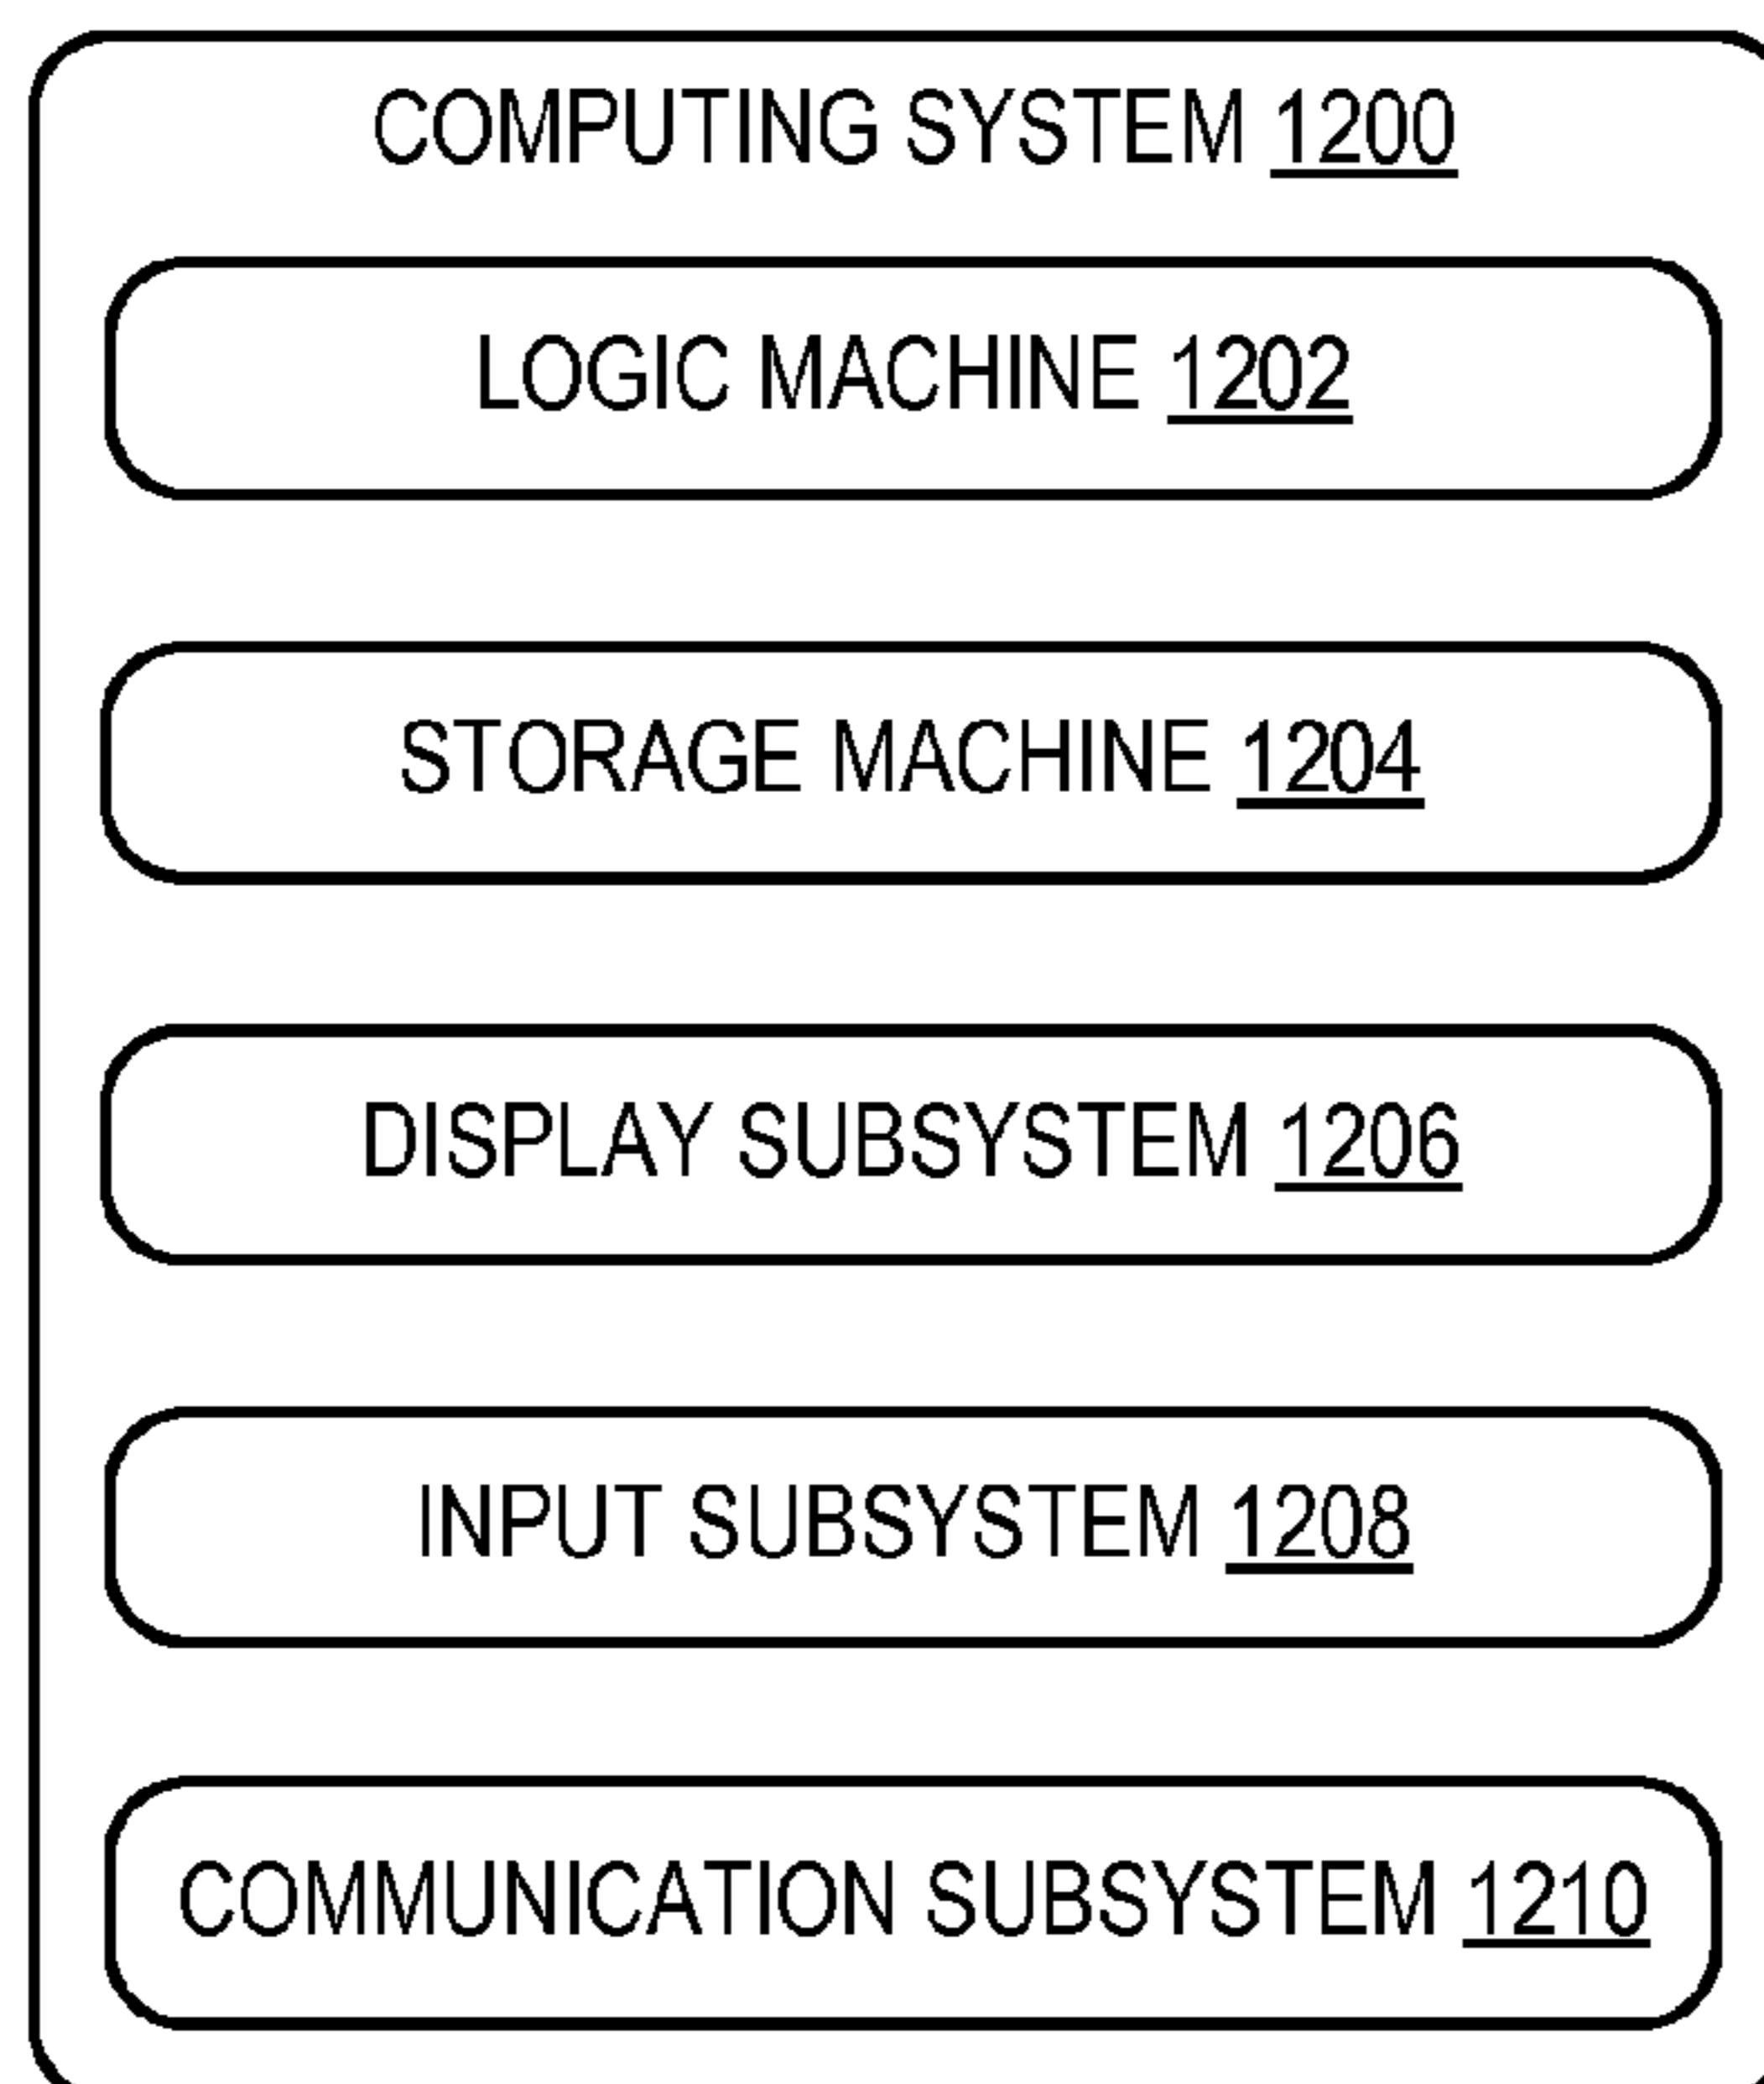 COMPUTING SYSTEM 1200
LOGIC MACHINE 1202
STORAGE MACHINE 1204
DISPLAY SUBSYSTEM 1206
INPUT SUBSYSTEM 1208
COMMUNICATION SUBSYSTEM 1210